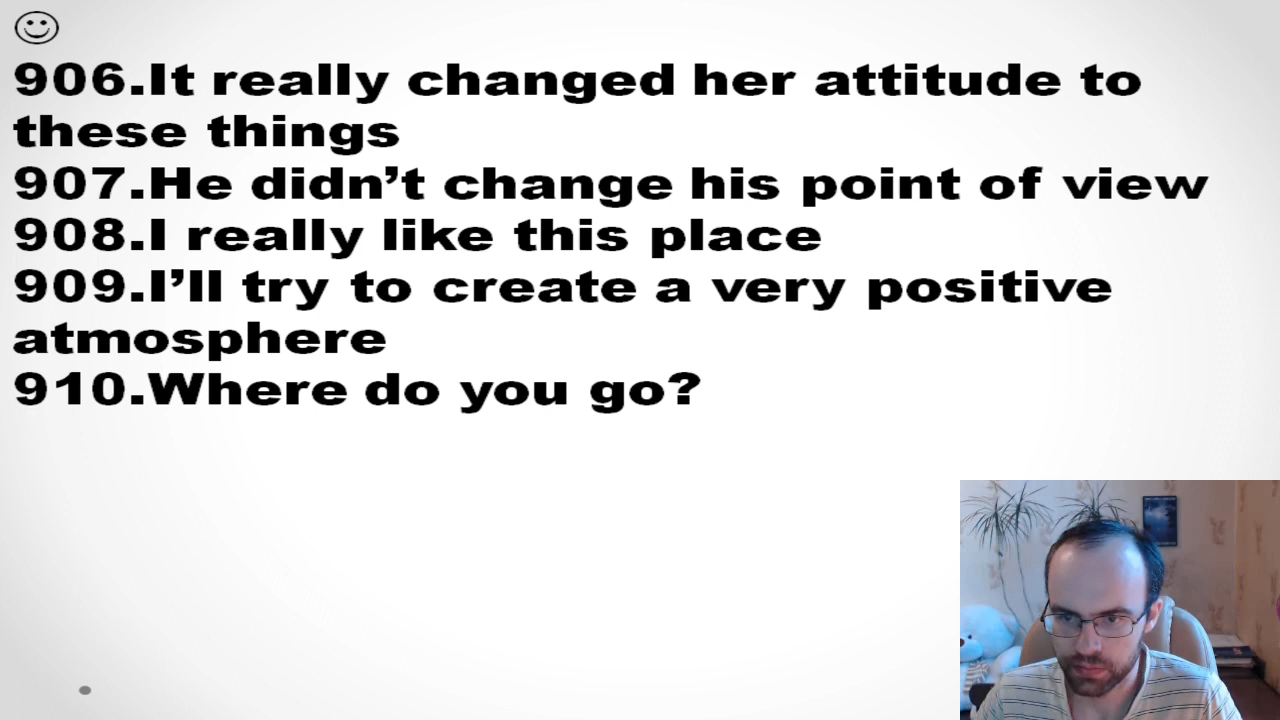 906.It really changed her attitude to
these things
907.He didn’t change his point of view
908.I really like this place
909.I’ll try to create a very positive
atmosphere
910.Where do you go?